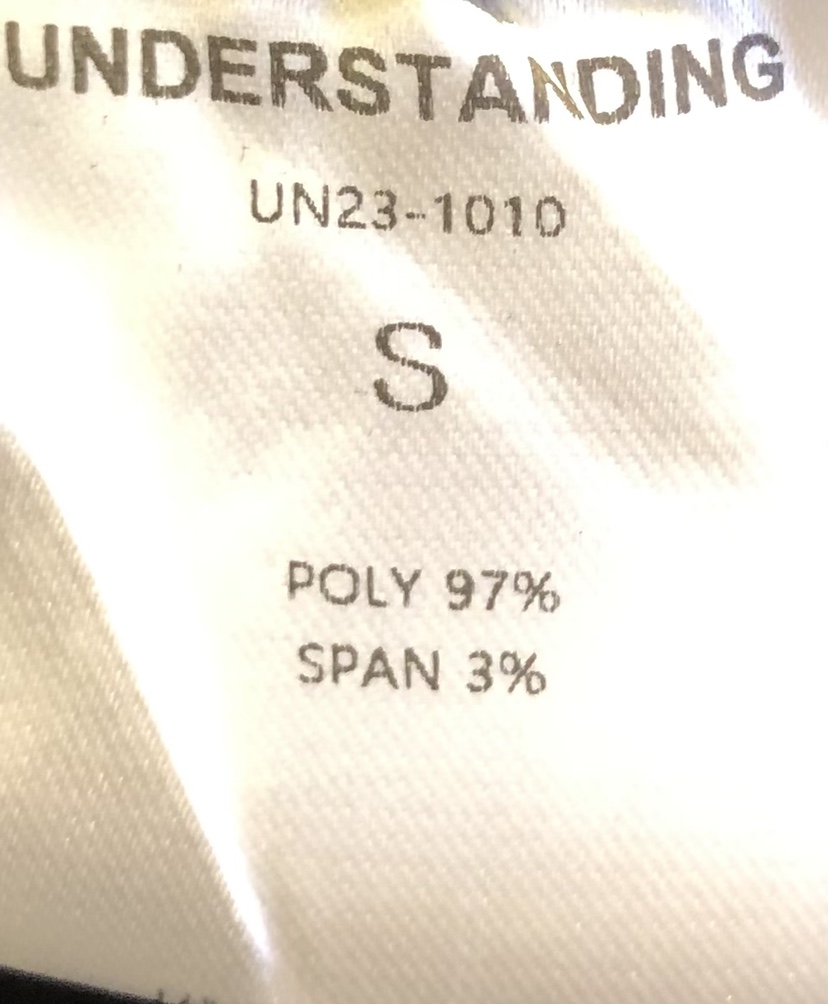 UNDERSTANDING
UN23-1010
S
POLY 97%
SPAN 3%